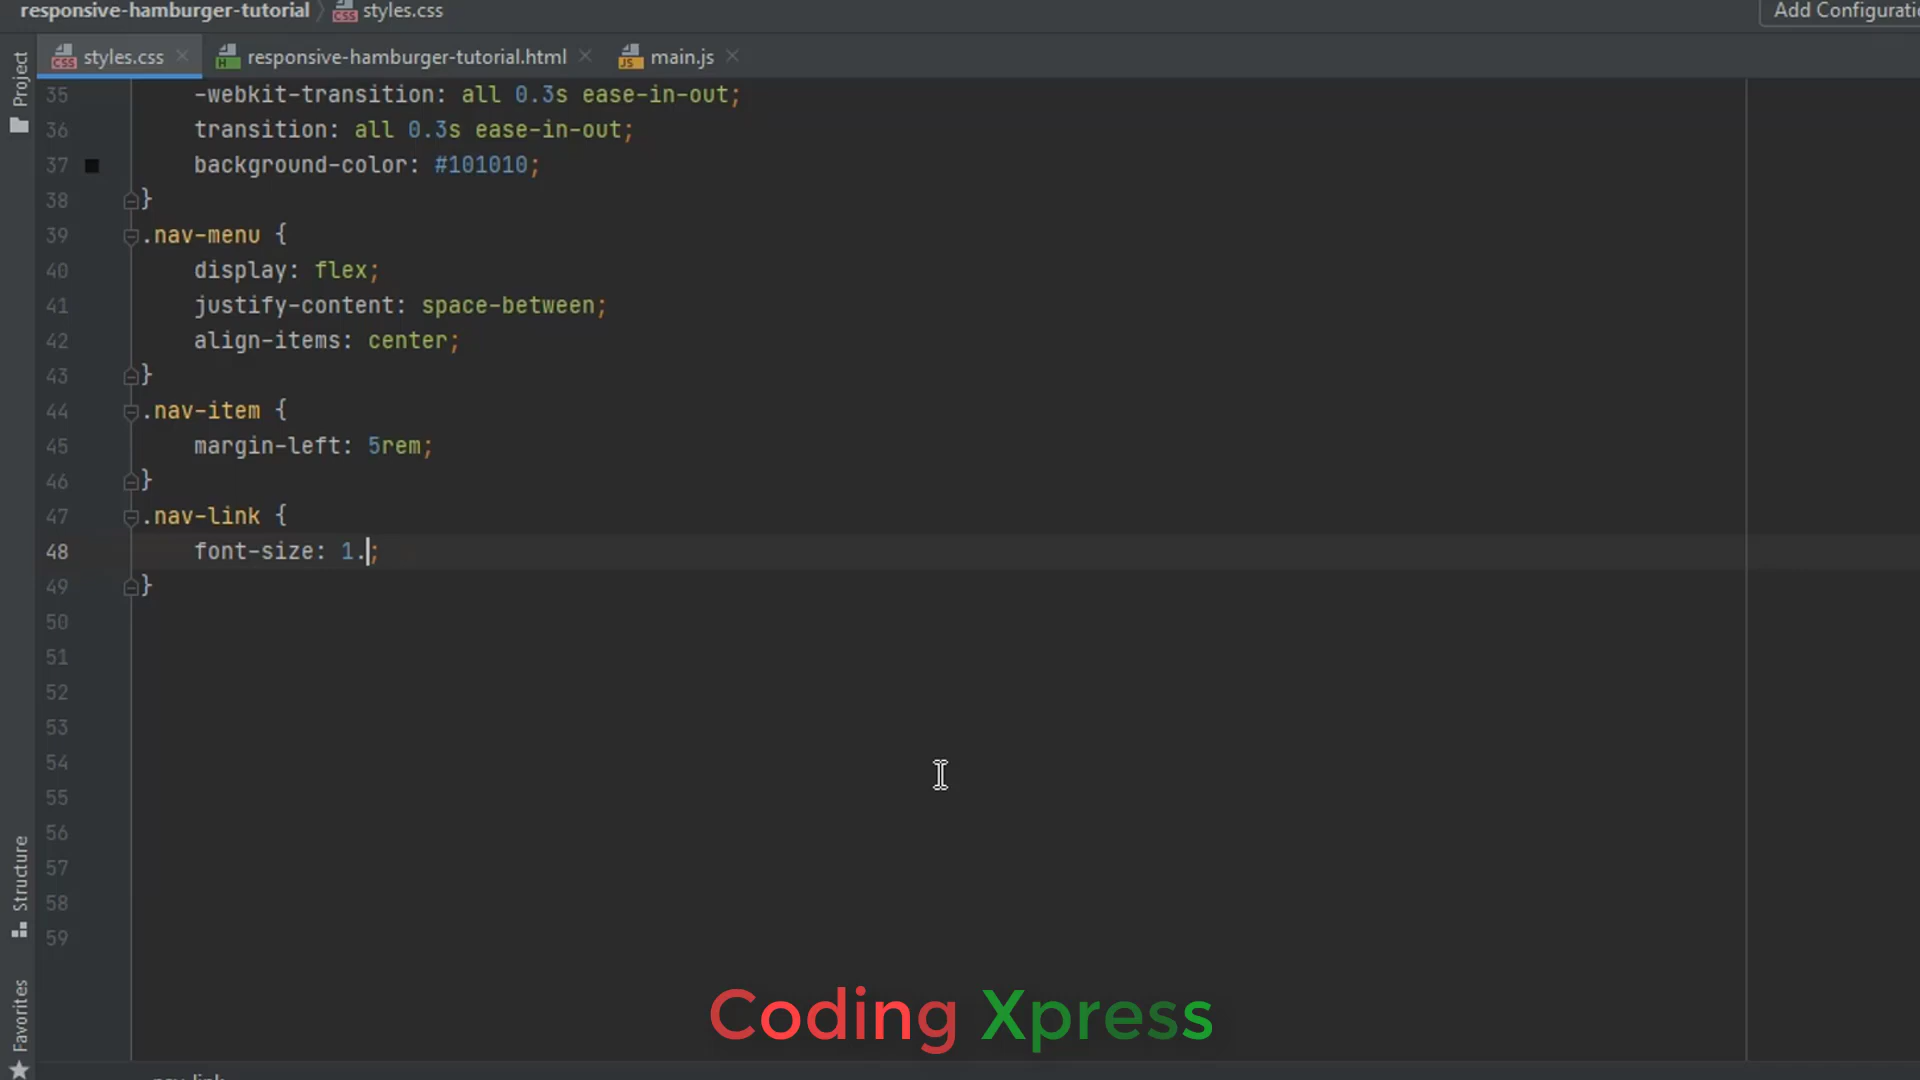 responsive-hamburger-tutorial styles.css Add Configurati
styles.css responsive-hamburger-tutorial.html main.js
Project
35 -webkit-transition: all 0.3s ease-in-out;
36 transition: all 0.3s ease-in-out;
37 background-color: #101010;
38 }
39 .nav-menu {
40 display: flex;
41 justify-content: space-between;
42 align-items: center;
43 }
44 .nav-item {
45 margin-left: 5rem;
46 }
47 .nav-link {
48 font-size: 1.;
49 }
50
51
52
53
54
55
56
57
58
59
Structure
Favorites
Coding Xpress